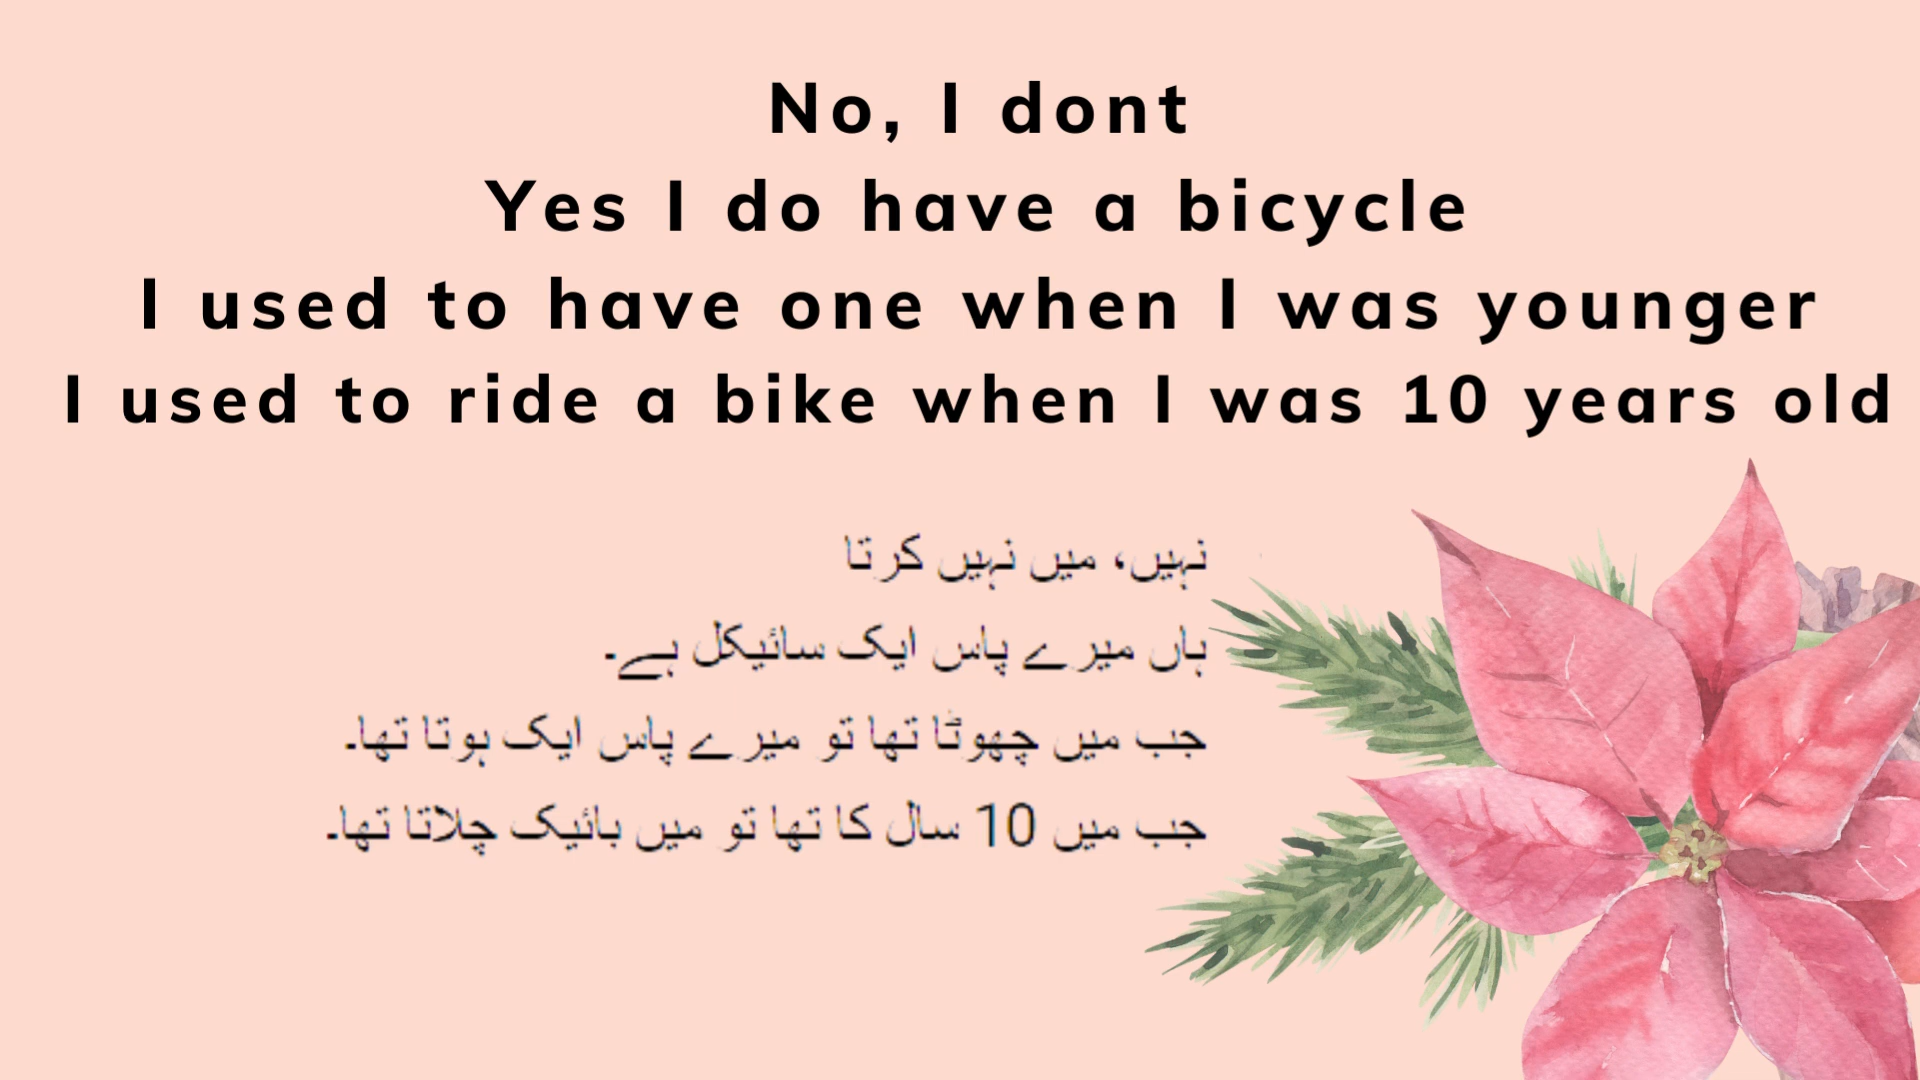 No, I dont
Yes I do have a bicycle
I used to have one when I was younger
I used to ride a bike when I was 10 years old
نہیں، میں نہیں کرتا
ہاں میرے پاس ایک سائیکل ہے۔
جب میں چھوٹا تھا تو میرے پاس ایک ہوتا تھا۔
جب میں 10 سال کا تھا تو میں بائیک چلاتا تھا۔